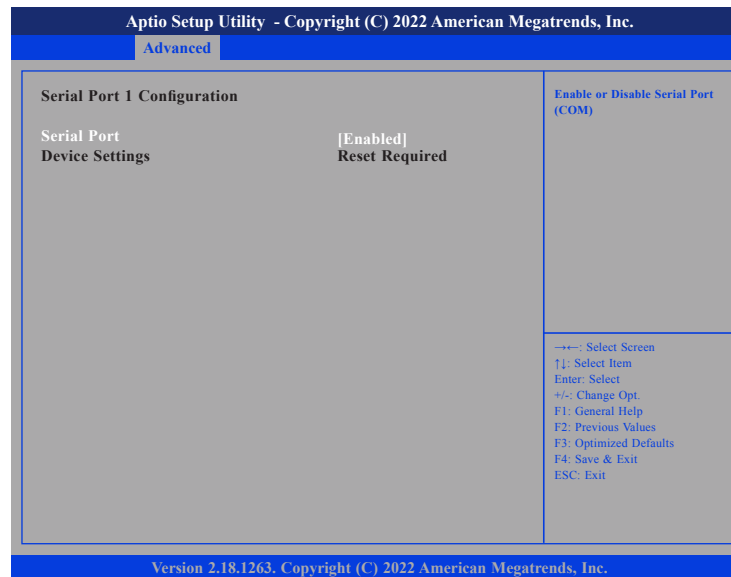 Aptio Setup Utility - Copyright (C) 2022 American Megatrends, Inc.
Advanced
Serial Port 1 Configuration
Serial Port [Enabled]
Device Settings Reset Required
Enable or Disable Serial Port
(COM)
→←: Select Screen
↑↓: Select Item
Enter: Select
+/-: Change Opt.
F1: General Help
F2: Previous Values
F3: Optimized Defaults
F4: Save & Exit
ESC: Exit
Version 2.18.1263. Copyright (C) 2022 American Megatrends, Inc.